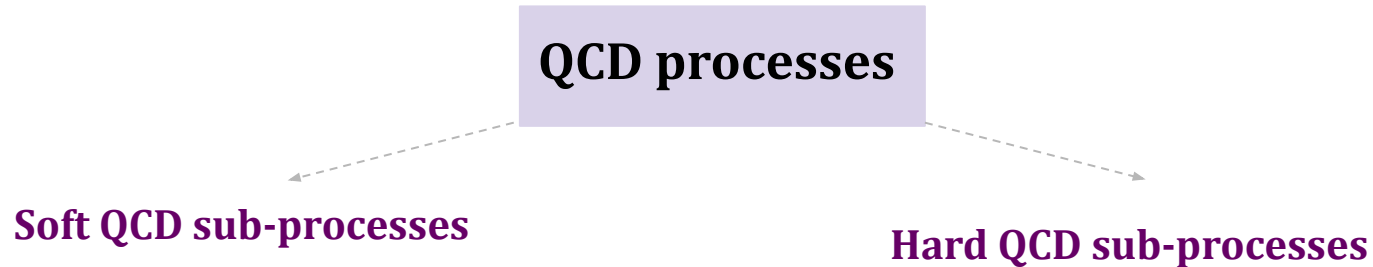 QCD processes
Soft QCD sub-processes
Hard QCD sub-processes